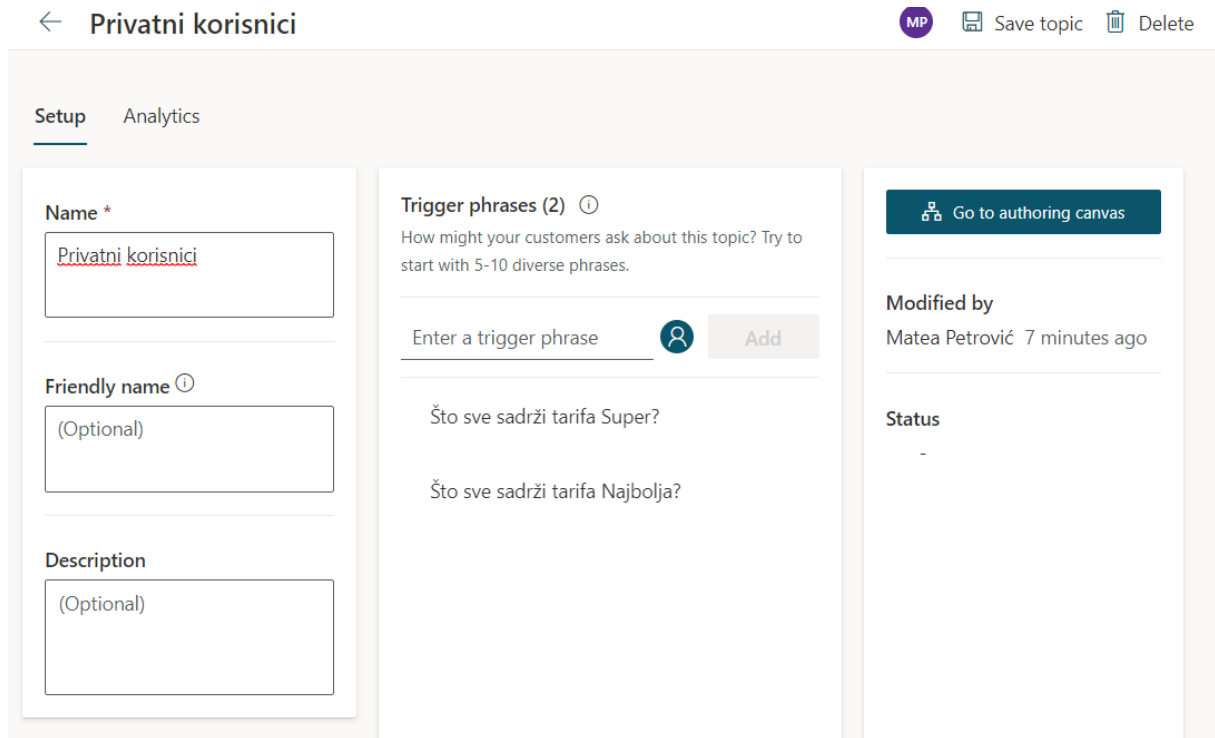 Privatni korisnici
MP
Save topic
Delete
Setup
Analytics
Name *
Privatni korisnici
Friendly name
(Optional)
Description
(Optional)
Trigger phrases (2)
How might your customers ask about this topic? Try to
start with 5-10 diverse phrases.
Enter a trigger phrase
Add
Što sve sadrži tarifa Super?
Što sve sadrži tarifa Najbolja?
Go to authoring canvas
Modified by
Matea Petrović 7 minutes ago
Status
-